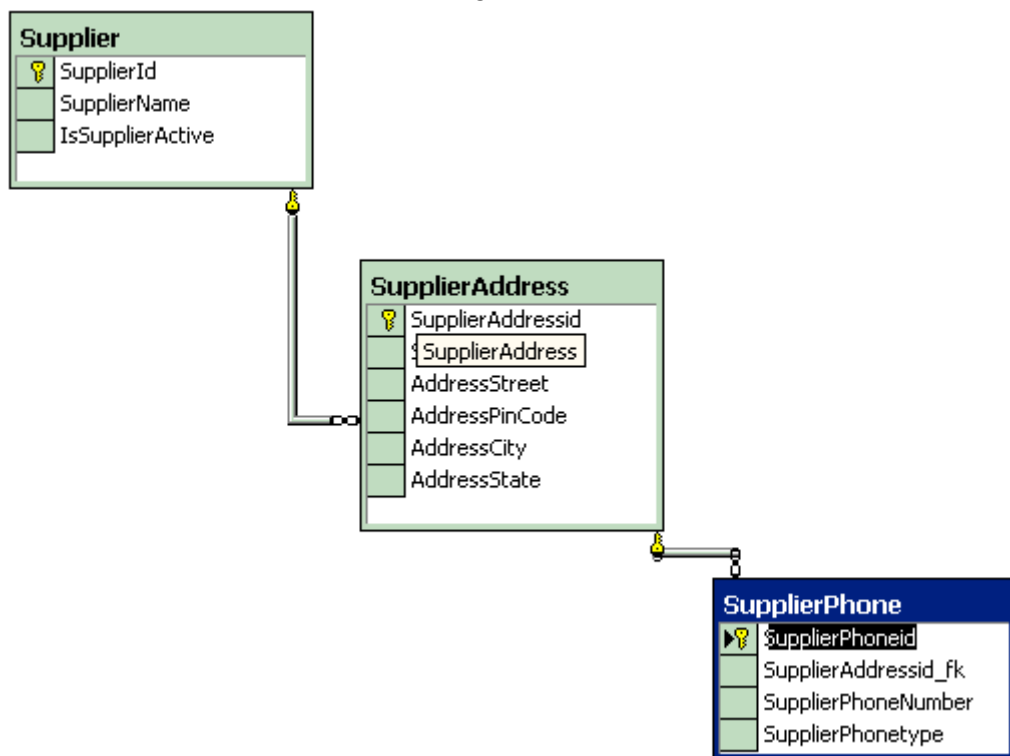 Supplier
SupplierId
SupplierName
IsSupplierActive
SupplierAddress
SupplierAddressid
SupplierAddress
AddressStreet
AddressPinCode
AddressCity
AddressState
SupplierPhone
SupplierPhoneid
SupplierAddressid_fk
SupplierPhoneNumber
SupplierPhonetype